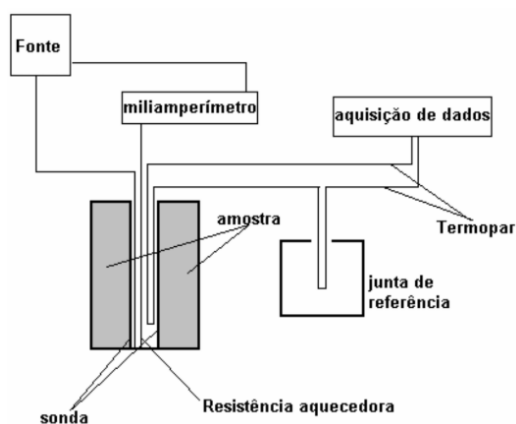 Fonte
miliamperímetro
aquisição de dados
amostra
Termopar
junta de
referência
sonda
Resistência aquecedora